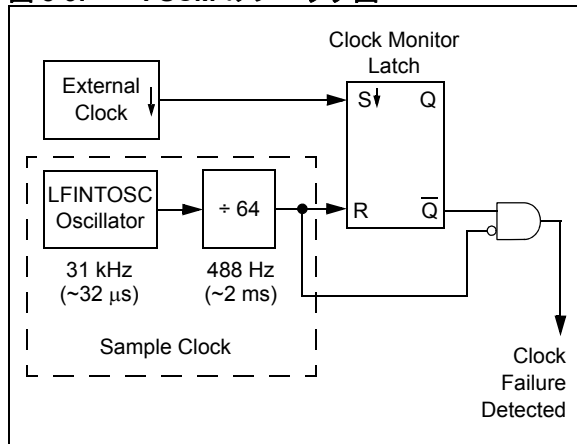 Clock Monitor
Latch
External
Clock
S
Q
LFINTOSC
Oscillator
÷ 64
R
Q
31 kHz
(~32 μs)
488 Hz
(~2 ms)
Sample Clock
Clock
Failure
Detected